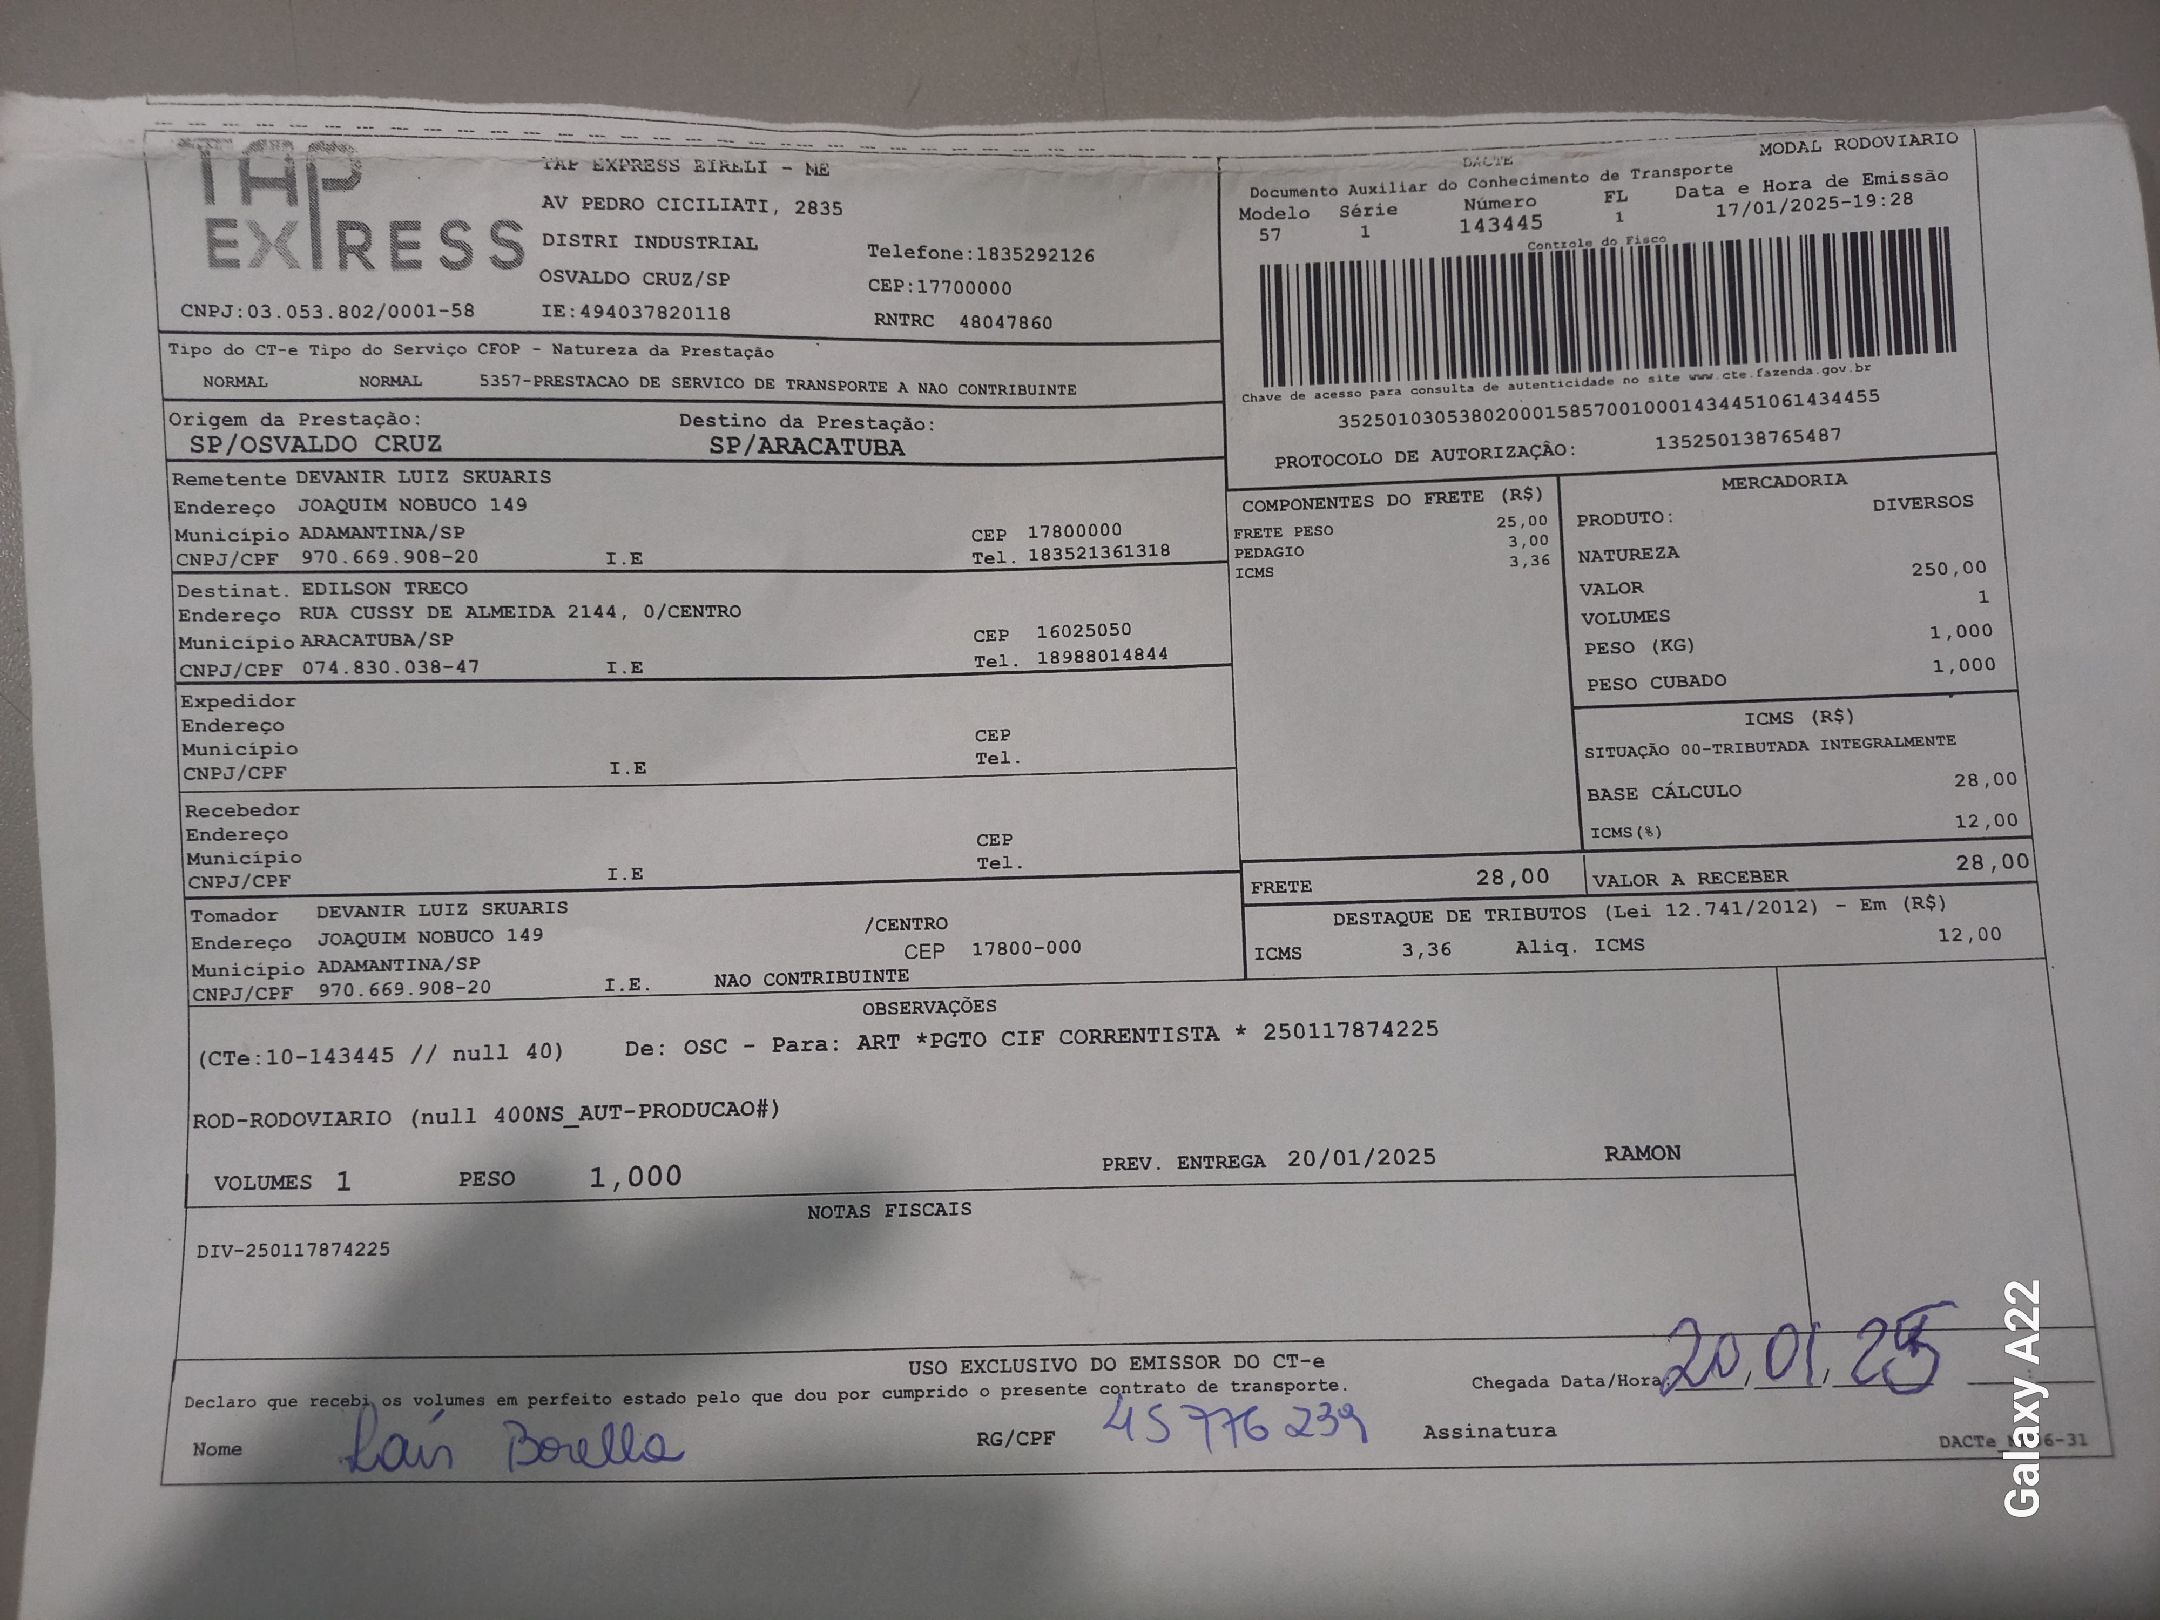 TAP EXPRESS
TAP EXPRESS EIRELI - ME
AV PEDRO CICILIATI, 2835
DISTRI INDUSTRIAL
Telefone:1835292126
OSVALDO CRUZ/SP
CEP:17700000
CNPJ:03.053.802/0001-58
IE:494037820118
RNTRC 48047860
MODAL RODOVIARIO
DACTE
Documento Auxiliar do Conhecimento de Transporte
Modelo Série Número FL Data e Hora de Emissão
57 1 143445 1 17/01/2025-19:28
Controle do Fisco
Chave de acesso para consulta de autenticidade no site www.cte.fazenda.gov.br
35250103053802000158570010001434451061434455
PROTOCOLO DE AUTORIZAÇÂO: 135250138765487
Tipo do CT-e Tipo do Serviço CFOP - Natureza da Prestação
NORMAL NORMAL 5357-PRESTACAO DE SERVICO DE TRANSPORTE A NAO CONTRIBUINTE
Origem da Prestação: Destino da Prestação:
SP/OSVALDO CRUZ SP/ARACATUBA
Remetente DEVANIR LUIZ SKUARIS
Endereço JOAQUIM NOBUCO 149
Município ADAMANTINA/SP CEP 17800000
CNPJ/CPF 970.669.908-20 I.E Tel. 183521361318
Destinat. EDILSON TRECO
Endereço RUA CUSSY DE ALMEIDA 2144, 0/CENTRO
Município ARACATUBA/SP CEP 16025050
CNPJ/CPF 074.830.038-47 I.E Tel. 18988014844
Expedidor
Endereço
Município CEP
CNPJ/CPF I.E Tel.
Recebedor
Endereço
Município CEP
CNPJ/CPF I.E Tel.
Tomador DEVANIR LUIZ SKUARIS
Endereço JOAQUIM NOBUCO 149 /CENTRO
Município ADAMANTINA/SP CEP 17800-000
CNPJ/CPF 970.669.908-20 I.E. NAO CONTRIBUINTE
COMPONENTES DO FRETE (R$)
FRETE PESO 25,00
PEDAGIO 3,00
ICMS 3,36
MERCADORIA
PRODUTO: DIVERSOS
NATUREZA
VALOR 250,00
VOLUMES 1
PESO (KG) 1,000
PESO CUBADO 1,000
ICMS (R$)
SITUAÇÃO 00-TRIBUTADA INTEGRALMENTE
BASE CÁLCULO 28,00
ICMS(%) 12,00
FRETE 28,00 VALOR A RECEBER 28,00
DESTAQUE DE TRIBUTOS (Lei 12.741/2012) - Em (R$)
ICMS 3,36 Aliq. ICMS 12,00
OBSERVAÇÕES
(CTe:10-143445 // null 40) De: OSC - Para: ART *PGTO CIF CORRENTISTA * 250117874225
ROD-RODOVIARIO (null 400NS_AUT-PRODUCAO#)
VOLUMES 1 PESO 1,000 PREV. ENTREGA 20/01/2025 RAMON
NOTAS FISCAIS
DIV-250117874225
USO EXCLUSIVO DO EMISSOR DO CT-e
Declaro que recebi os volumes em perfeito estado pelo que dou por cumprido o presente contrato de transporte.
Chegada Data/Hora: 20,01,25
Nome Laís Borella RG/CPF 45776239 Assinatura
Galaxy A22